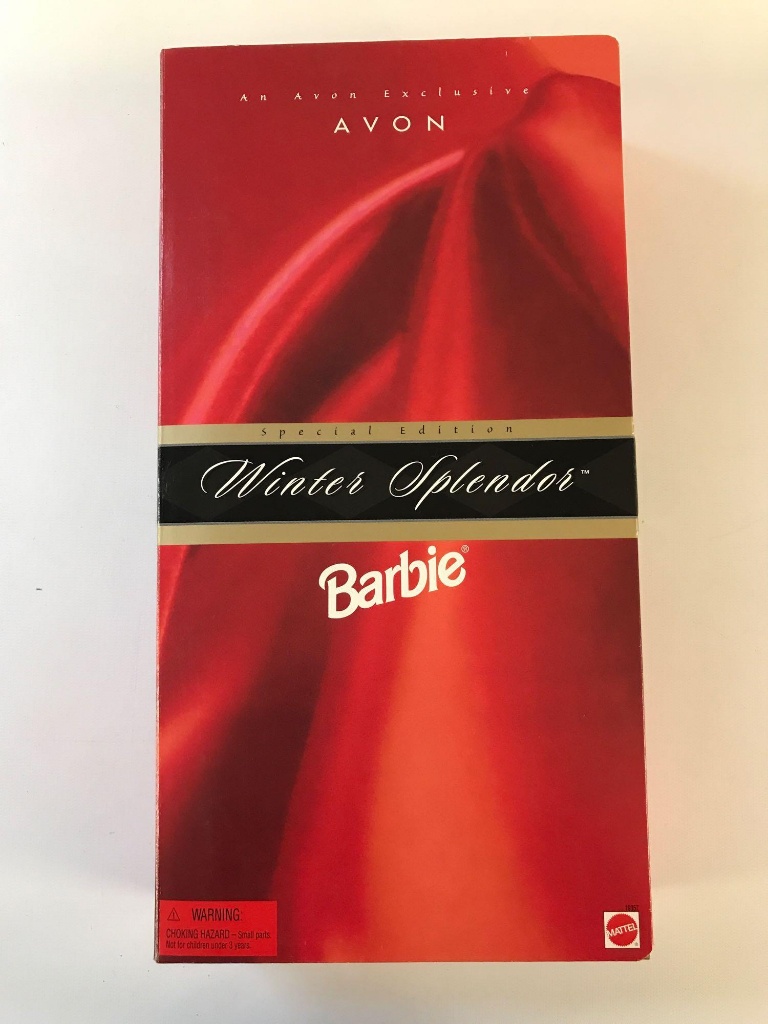 An Avon Exclusive
AVON
Special Edition
Winter Splendor™
Barbie®
⚠ WARNING:
CHOKING HAZARD – Small parts.
Not for children under 3 years.
MATTEL